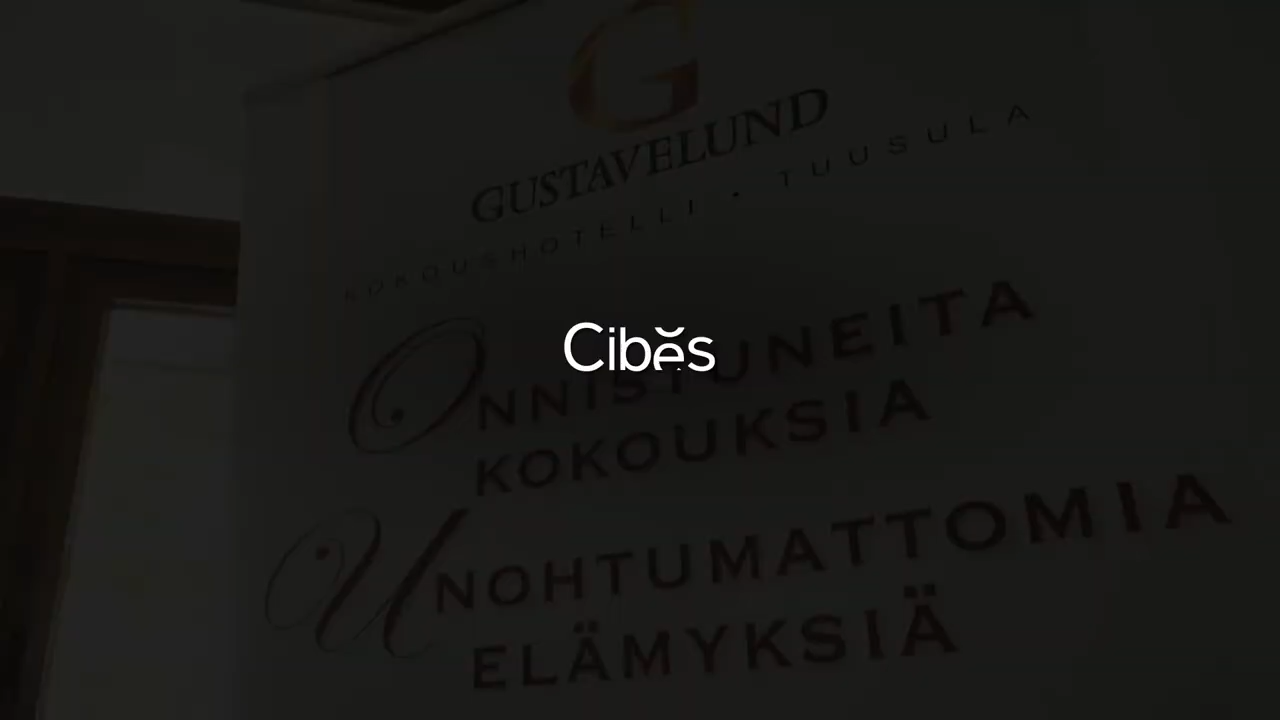 G
GUSTAVELUND
KOKOUSHOTELLI • TUUSULA
Cibes
ONNISTUNEITA
KOKOUKSIA
UNOHTUMATTOMIA
ELÄMYKSIÄ